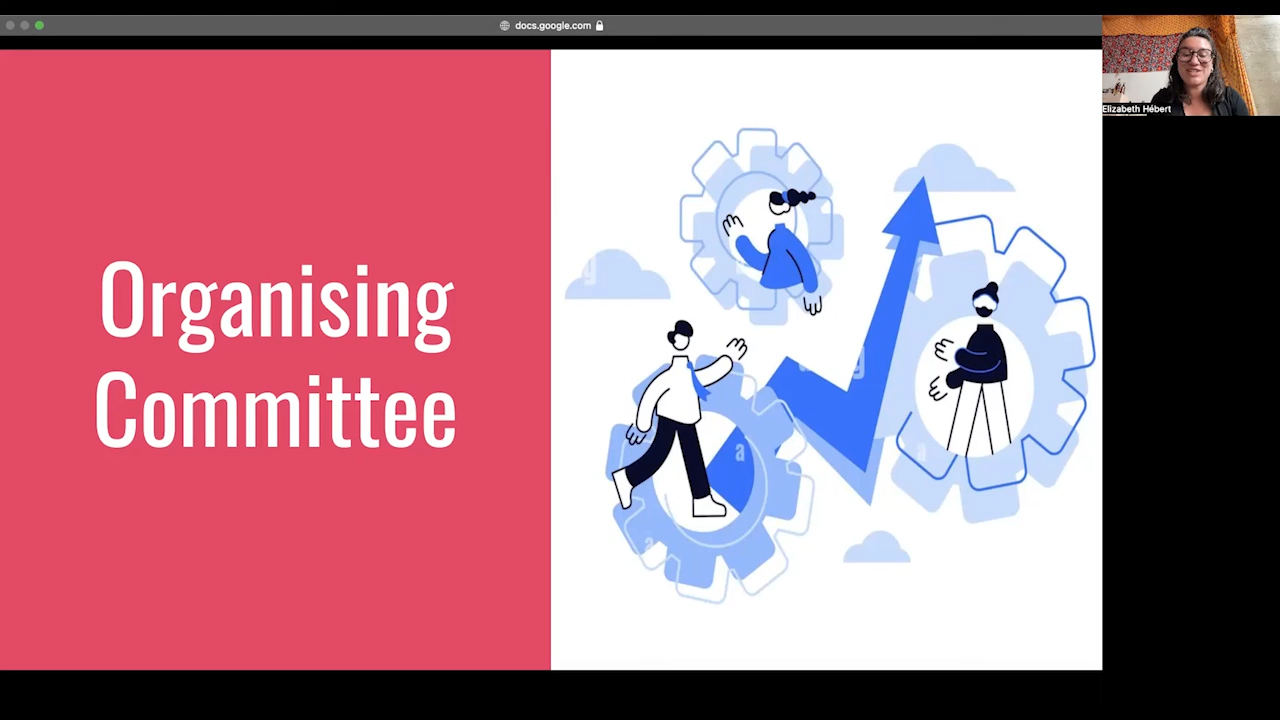 docs.google.com
Organising
Committee
Elizabeth Hébert